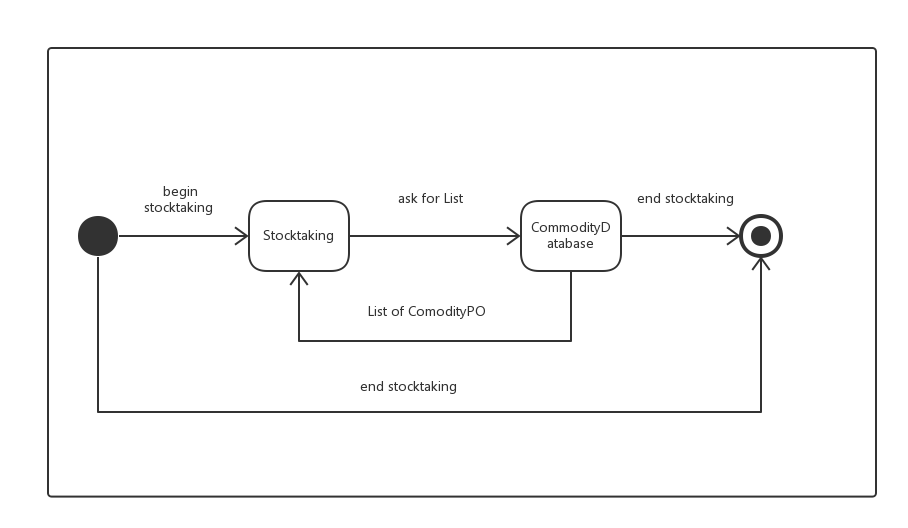 begin
stocktaking
ask for List
end stocktaking
Stocktaking
CommodityD
atabase
List of ComodityPO
end stocktaking